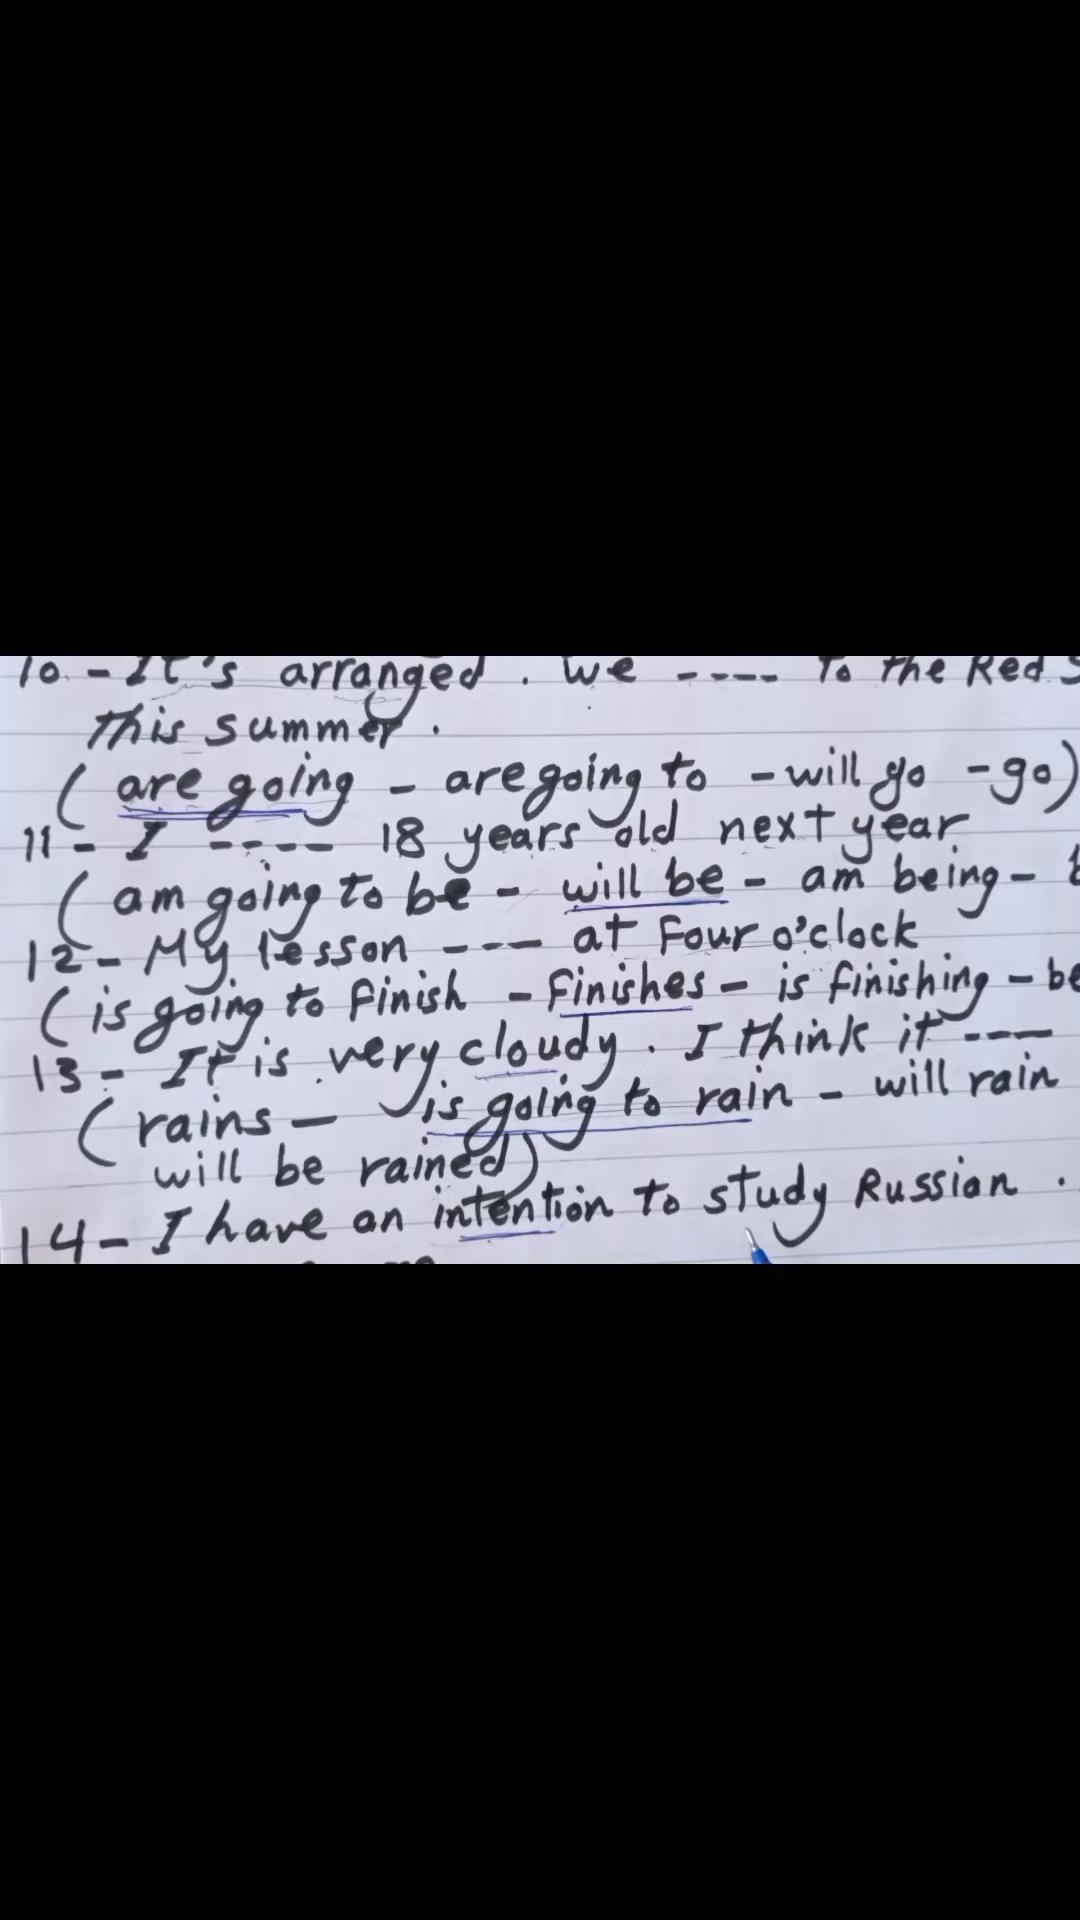 10 - It's arranged. We ---- To the Red
this summer.
( are going - are going to - will go - go)
11 - I ---- 18 years old next year
( am going to be - will be - am being -
12 - My lesson --- at Four o'clock
( is going to finish - Finishes - is finishing - be
13 - It is very cloudy. I think it ----
( rains - is going to rain - will rain
will be rained)
14 - I have an intention to study Russian.